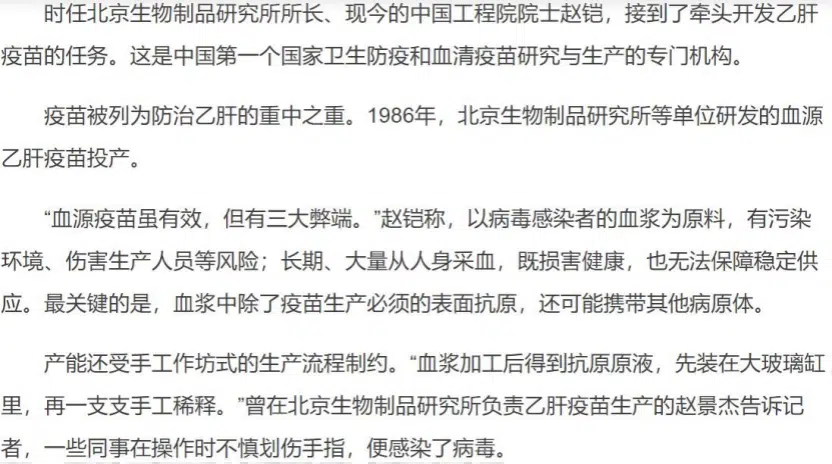 时任北京生物制品研究所所长、现今的中国工程院院士赵铠，接到了牵头开发乙肝
疫苗的任务。这是中国第一个国家卫生防疫和血清疫苗研究与生产的专门机构。
疫苗被列为防治乙肝的重中之重。1986年，北京生物制品研究所等单位研发的血源
乙肝疫苗投产。
“血源疫苗虽有效，但有三大弊端。”赵铠称，以病毒感染者的血浆为原料，有污染
环境、伤害生产人员等风险；长期、大量从人身采血，既损害健康，也无法保障稳定供
应。最关键的是，血浆中除了疫苗生产必须的表面抗原，还可能携带其他病原体。
产能还受手工作坊式的生产流程制约。“血浆加工后得到抗原原液，先装在大玻璃缸
里，再一支支手工稀释。”曾在北京生物制品研究所负责乙肝疫苗生产的赵景杰告诉记
者，一些同事在操作时不慎划伤手指，便感染了病毒。